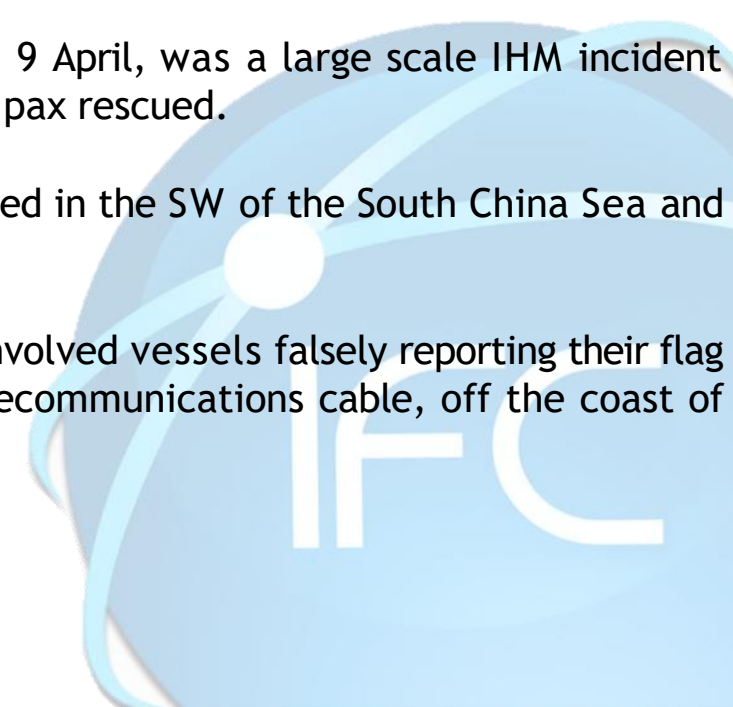 9 April, was a large scale IHM incident
pax rescued.
ed in the SW of the South China Sea and
nvolved vessels falsely reporting their flag
ecommunications cable, off the coast of
IFC